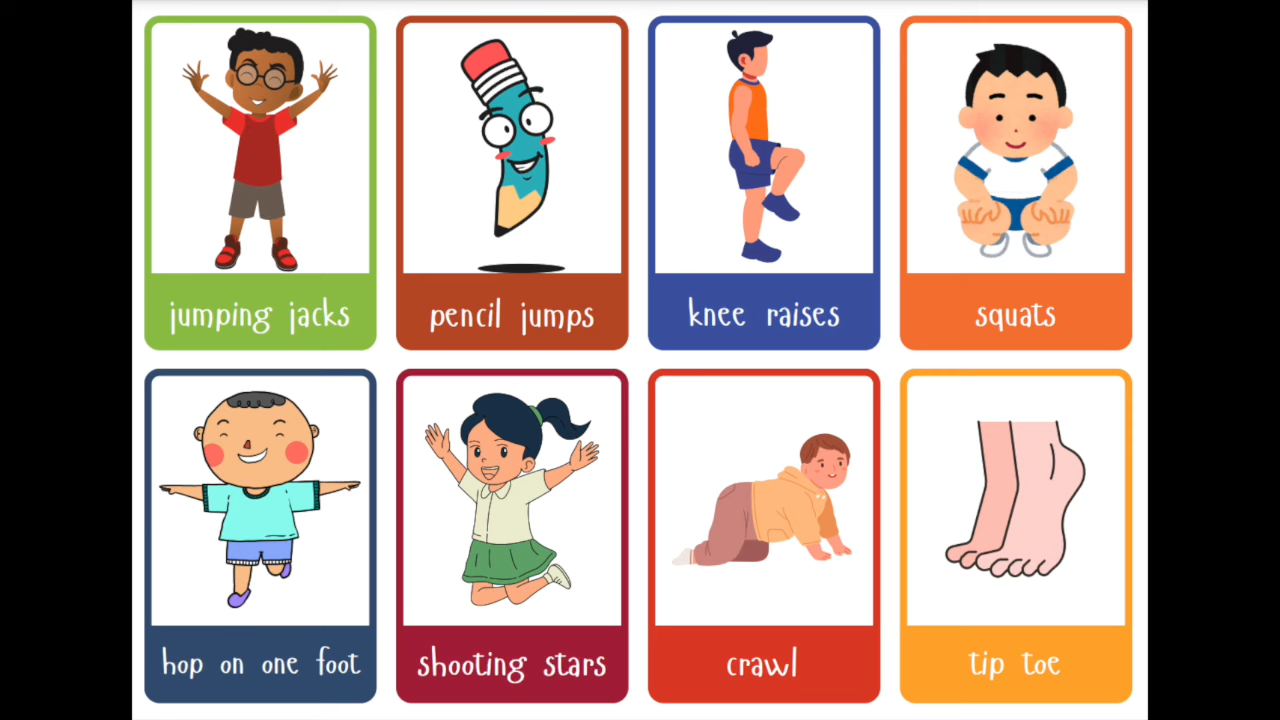 jumping jacks
pencil jumps
knee raises
squats
hop on one foot
shooting stars
crawl
tip toe